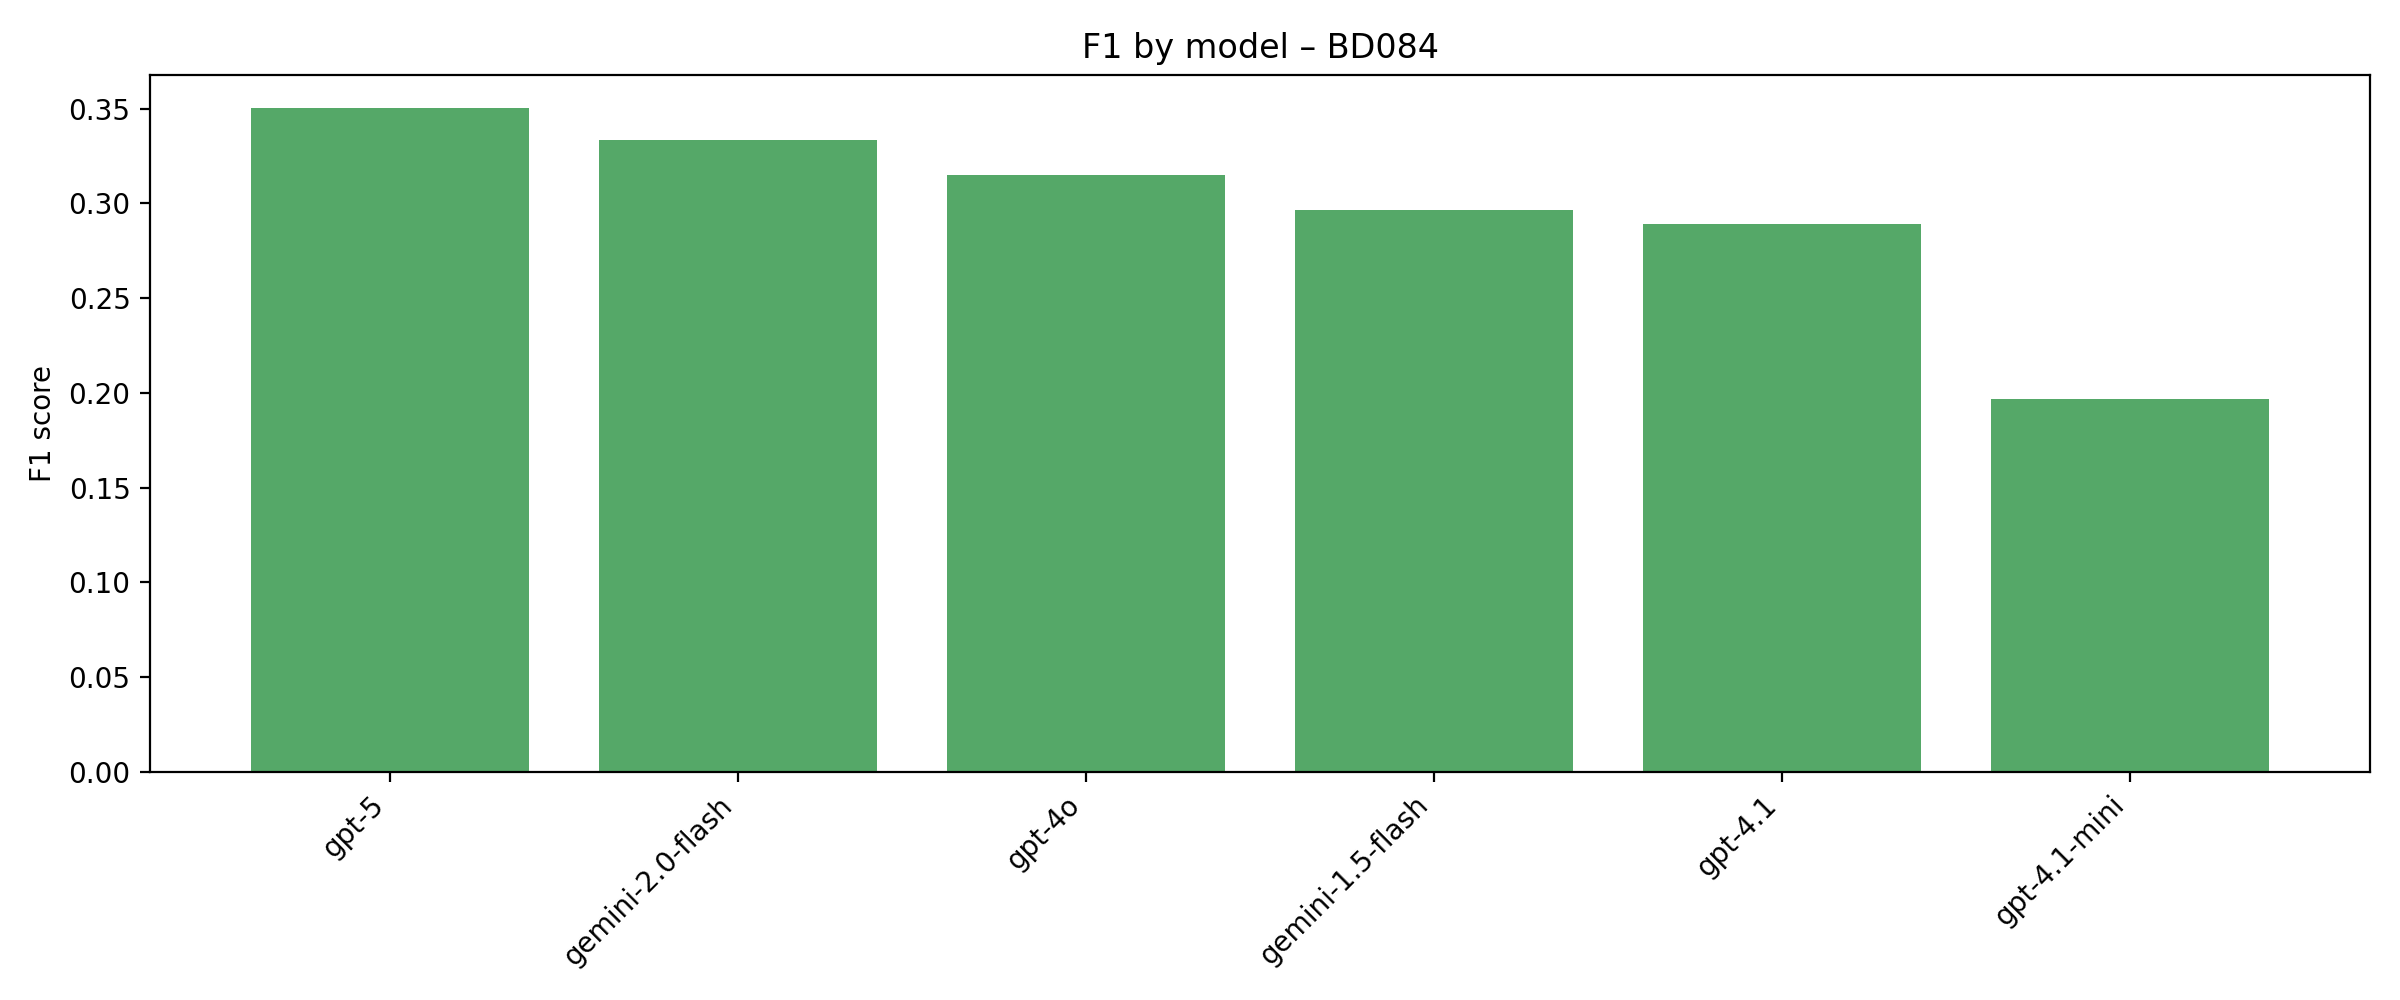 F1 by model – BD084
F1 score
0.35
0.30
0.25
0.20
0.15
0.10
0.05
0.00
gpt-5
gemini-2.0-flash
gpt-4o
gemini-1.5-flash
gpt-4.1
gpt-4.1-mini